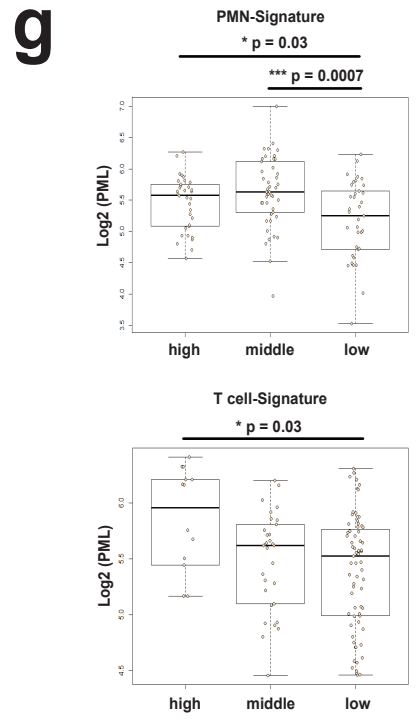 g
PMN-Signature
* p = 0.03
*** p = 0.0007
Log2 (PML)
7.0
6.5
6.0
5.5
5.0
4.5
4.0
3.5
high middle low
T cell-Signature
* p = 0.03
Log2 (PML)
6.0
5.5
5.0
4.5
high middle low